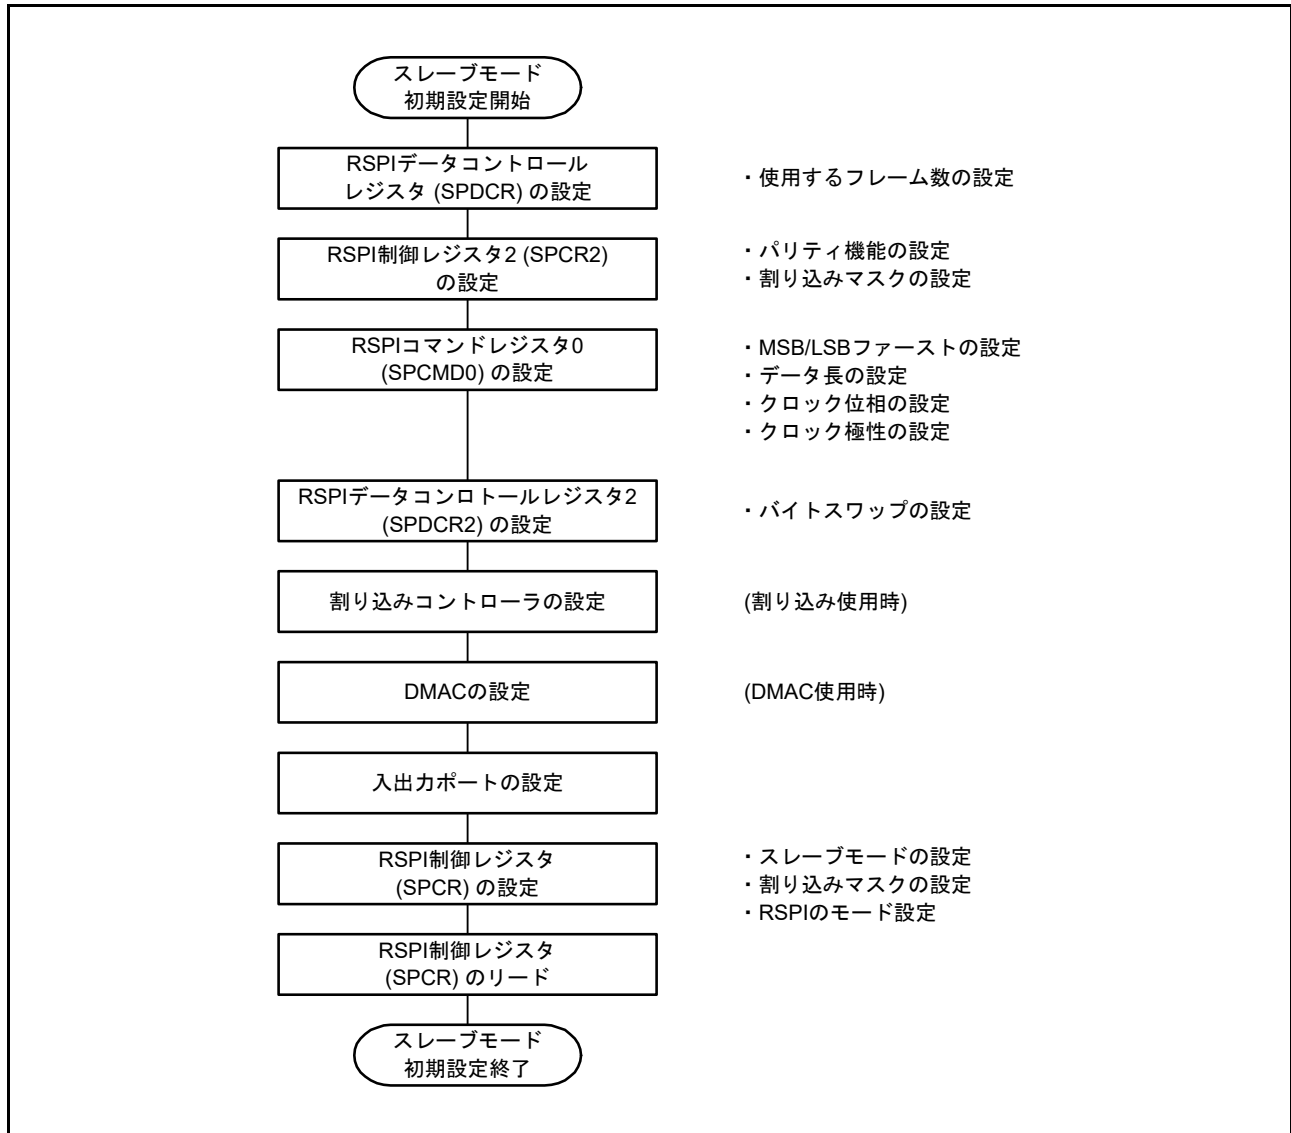 スレーブモード
初期設定開始
RSPIデータコントロール
レジスタ (SPDCR) の設定
・使用するフレーム数の設定
RSPI制御レジスタ2 (SPCR2)
の設定
・パリティ機能の設定
・割り込みマスクの設定
RSPIコマンドレジスタ0
(SPCMD0) の設定
・MSB/LSBファーストの設定
・データ長の設定
・クロック位相の設定
・クロック極性の設定
RSPIデータコンロトールレジスタ2
(SPDCR2) の設定
・バイトスワップの設定
割り込みコントローラの設定
(割り込み使用時)
DMACの設定
(DMAC使用時)
入出力ポートの設定
RSPI制御レジスタ
(SPCR) の設定
・スレーブモードの設定
・割り込みマスクの設定
・RSPIのモード設定
RSPI制御レジスタ
(SPCR) のリード
スレーブモード
初期設定終了